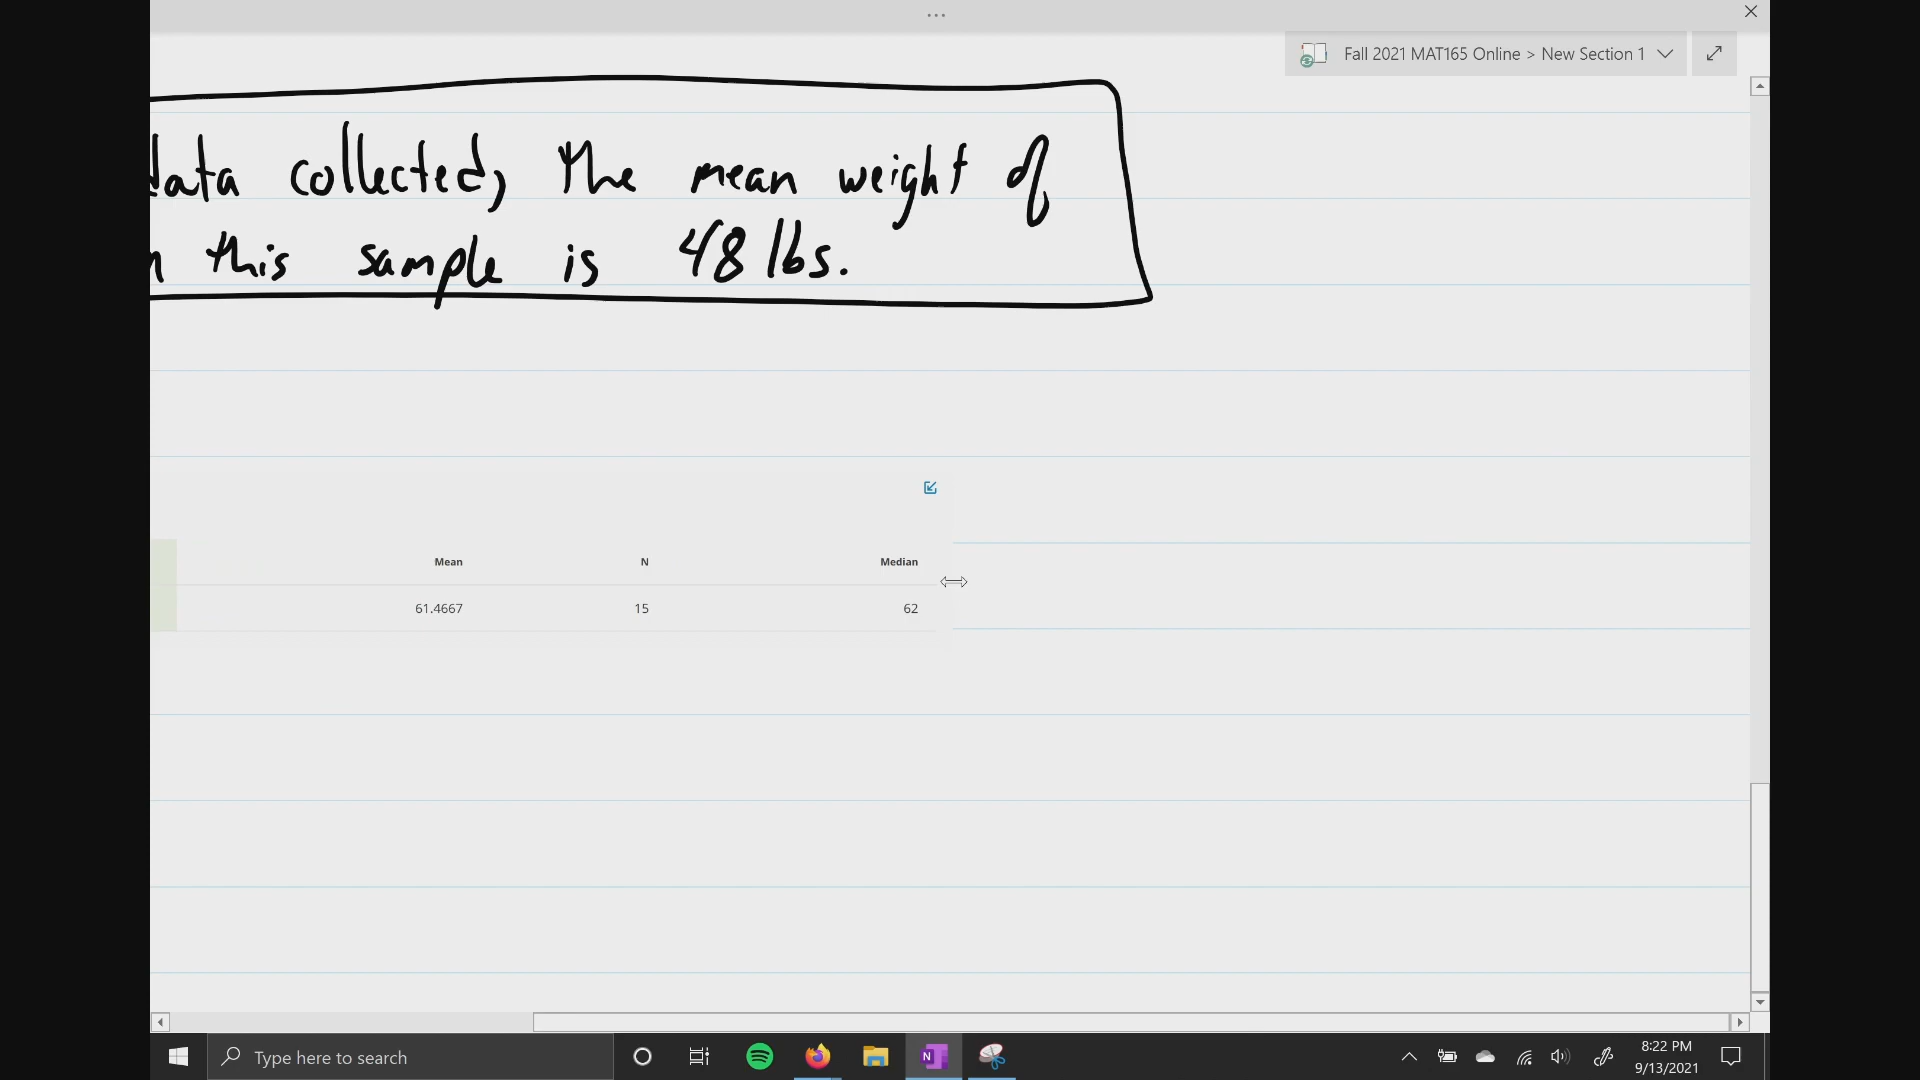 ...
Fall 2021 MAT165 Online > New Section 1
data collected, the mean weight of
this sample is 48 lbs.
Mean N Median
61.4667 15 62
Type here to search
N
8:22 PM
9/13/2021